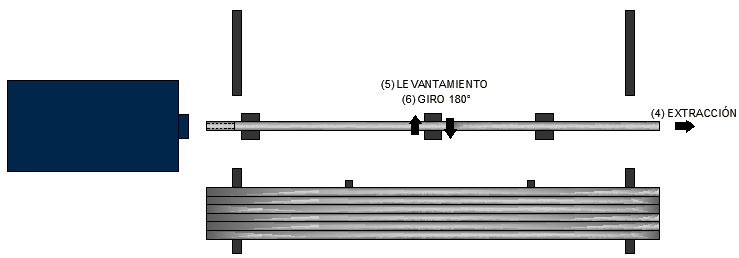 (5) LEVANTAMIENTO
(6) GIRO 180°
(4) EXTRACCIÓN